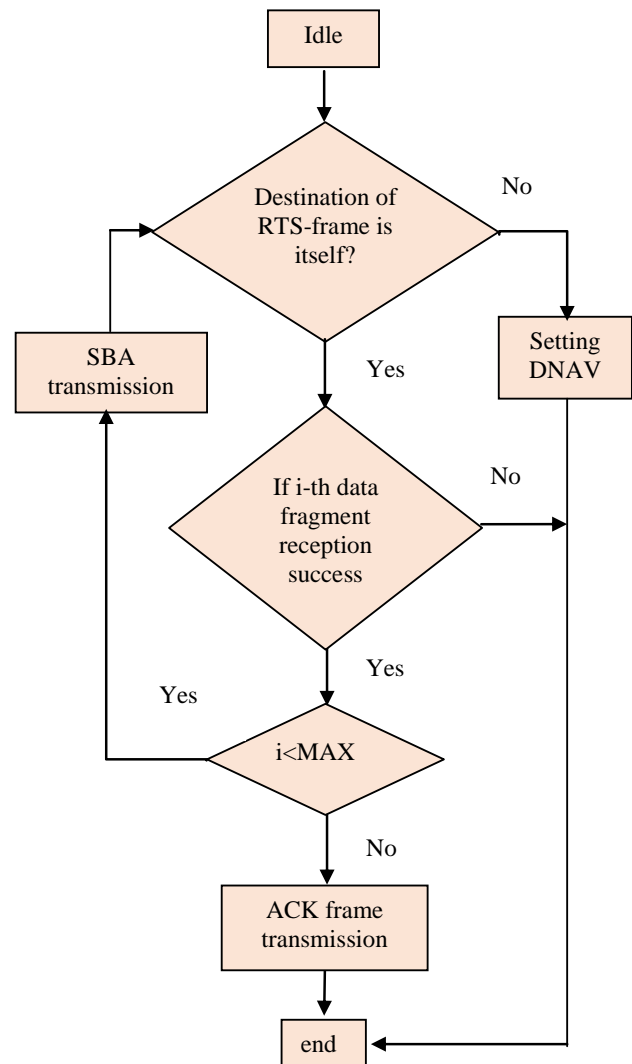 Idle
Destination of
RTS-frame is
itself?
No
SBA
transmission
Setting
DNAV
Yes
If i-th data
fragment
reception
success
No
Yes
Yes
i<MAX
No
ACK frame
transmission
end